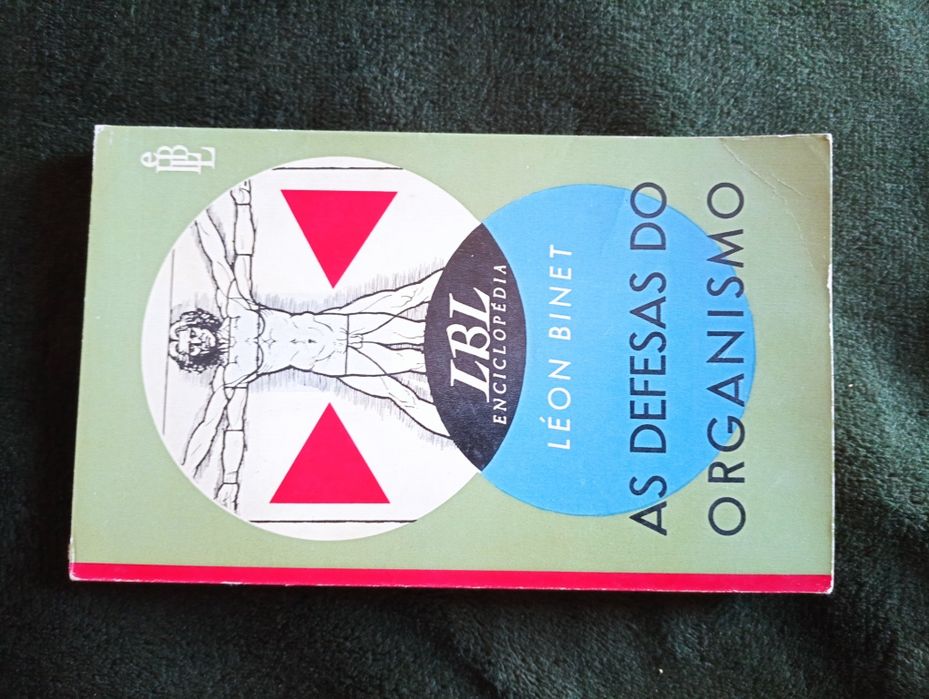 LBL
ENCICLOPÉDIA
LÉON BINET
AS DEFESAS DO
ORGANISMO